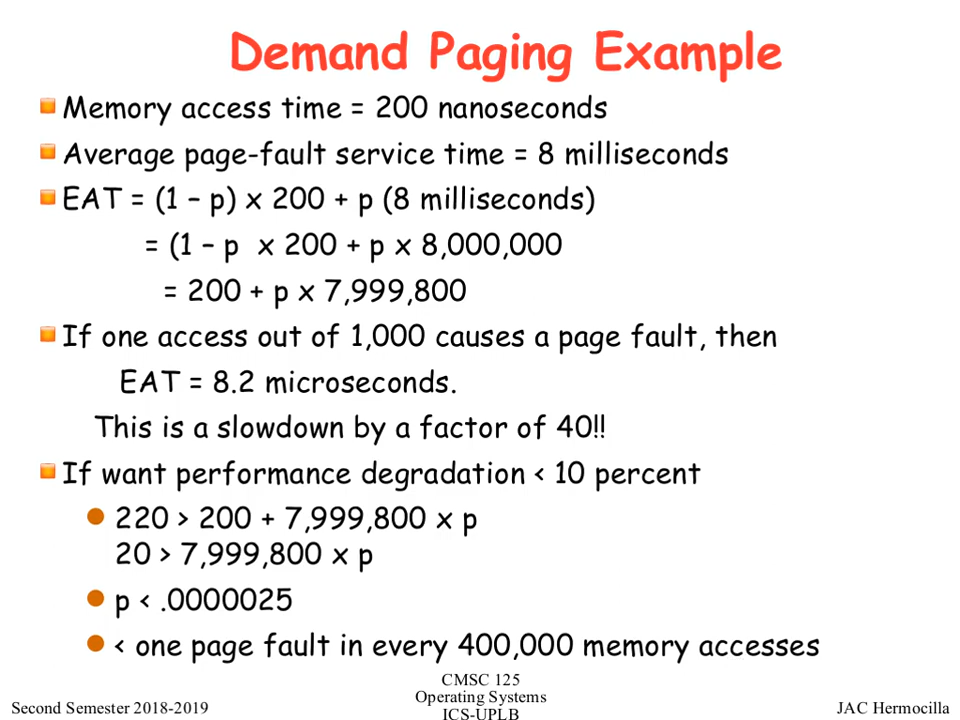 Demand Paging Example
Memory access time = 200 nanoseconds
Average page-fault service time = 8 milliseconds
EAT = (1 – p) x 200 + p (8 milliseconds)
= (1 – p x 200 + p x 8,000,000
= 200 + p x 7,999,800
If one access out of 1,000 causes a page fault, then
EAT = 8.2 microseconds.
This is a slowdown by a factor of 40!!
If want performance degradation < 10 percent
220 > 200 + 7,999,800 x p
20 > 7,999,800 x p
p < .0000025
< one page fault in every 400,000 memory accesses
Second Semester 2018-2019
CMSC 125
Operating Systems
ICS-UPLB
JAC Hermocilla